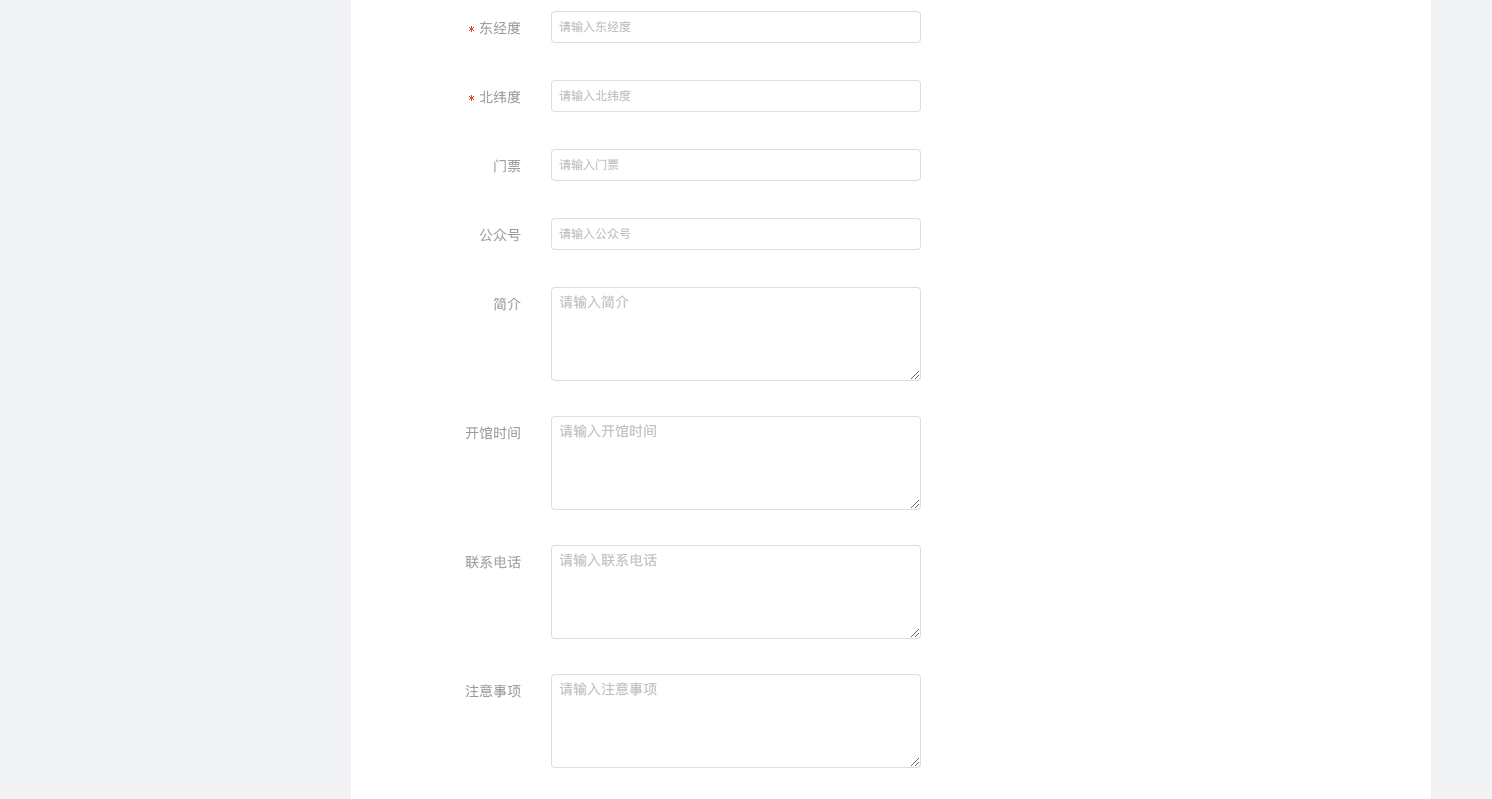 * 东经度 请输入东经度
* 北纬度 请输入北纬度
门票 请输入门票
公众号 请输入公众号
简介 请输入简介
开馆时间 请输入开馆时间
联系电话 请输入联系电话
注意事项 请输入注意事项